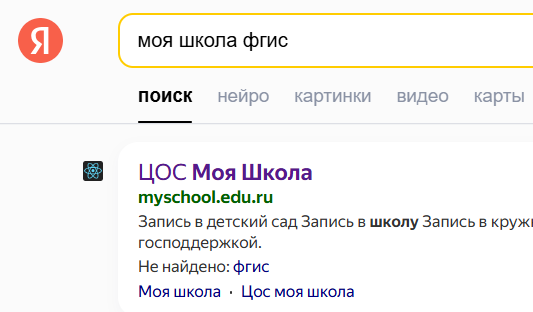 Я
моя школа фгис
поиск нейро картинки видео карты
ЦОС Моя Школа
myschool.edu.ru
Запись в детский сад Запись в школу Запись в круж
господдержкой.
Не найдено: фгис
Моя школа · Цос моя школа